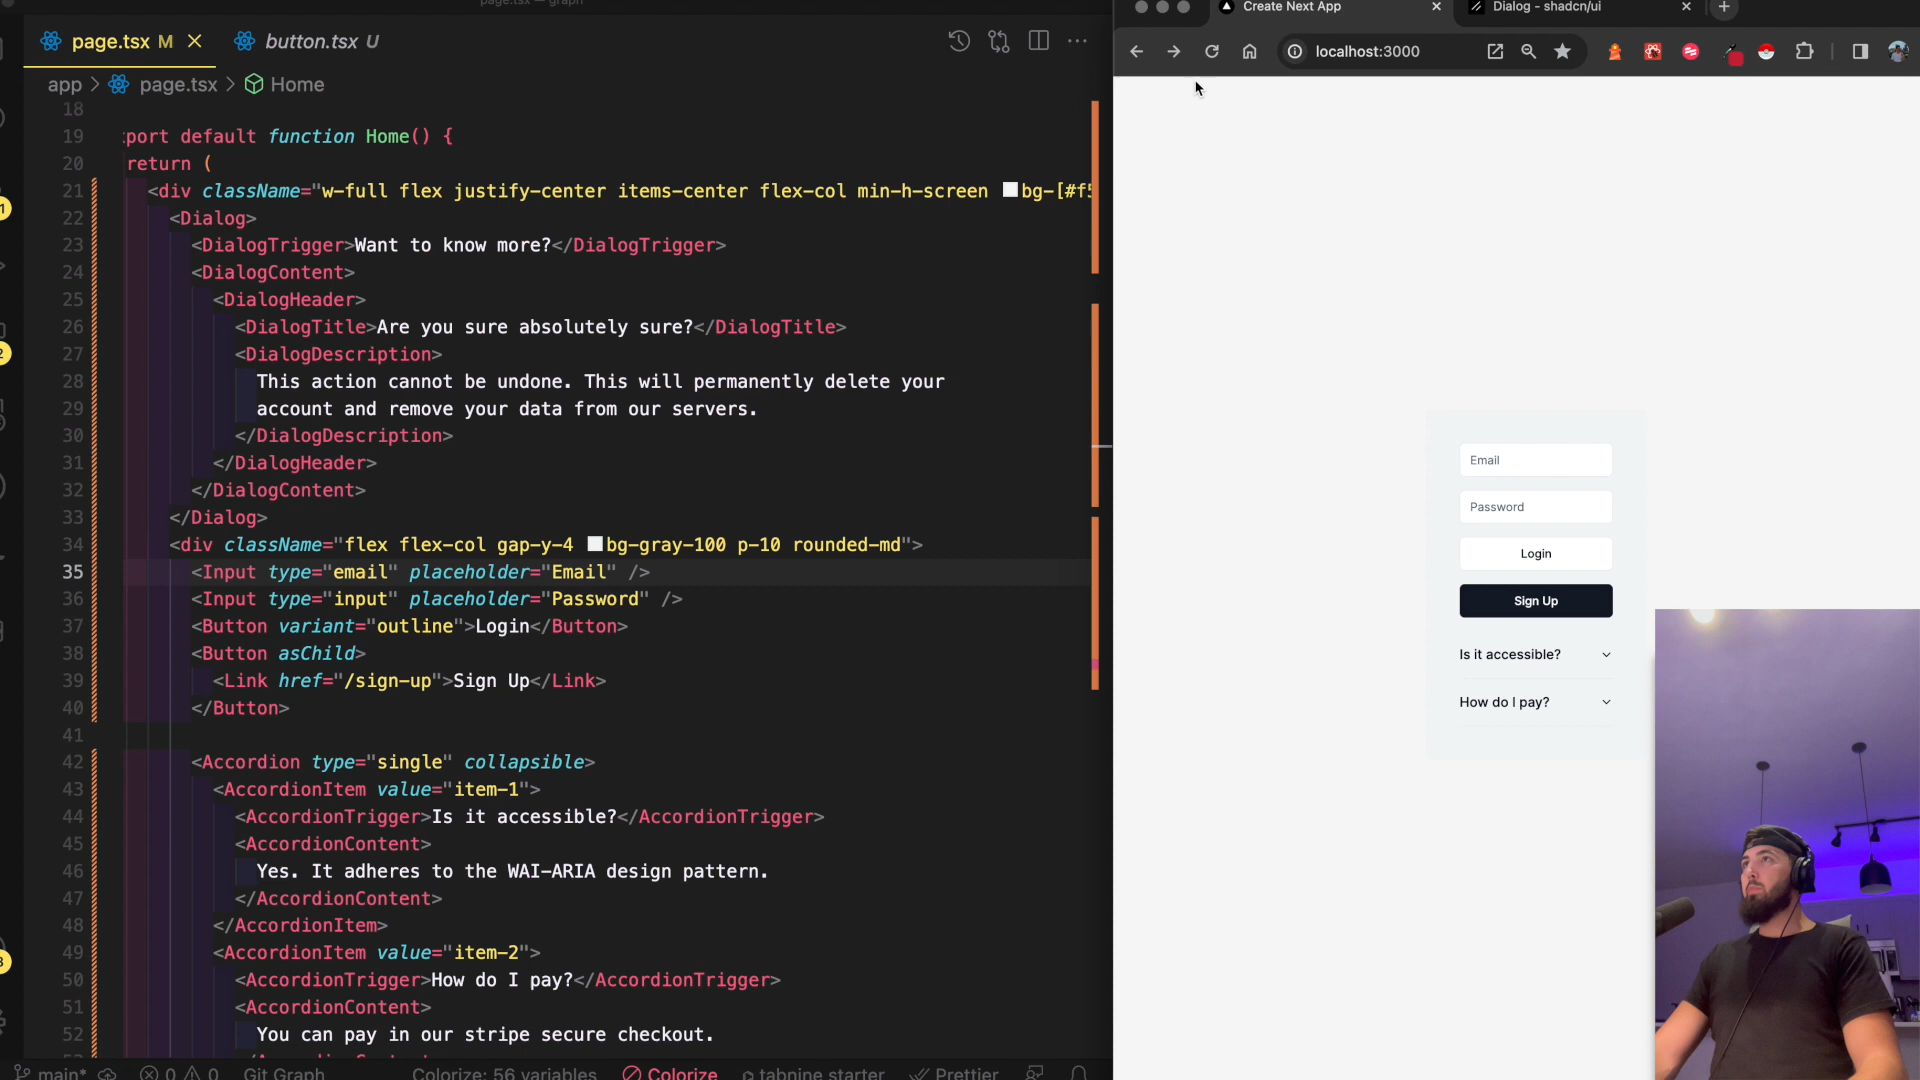 page.tsx — graph
page.tsx M
button.tsx U
app > page.tsx > Home
18
19 port default function Home() {
20 return (
21 <div className="w-full flex justify-center items-center flex-col min-h-screen bg-[#f5
22 <Dialog>
23 <DialogTrigger>Want to know more?</DialogTrigger>
24 <DialogContent>
25 <DialogHeader>
26 <DialogTitle>Are you sure absolutely sure?</DialogTitle>
27 <DialogDescription>
28 This action cannot be undone. This will permanently delete your
29 account and remove your data from our servers.
30 </DialogDescription>
31 </DialogHeader>
32 </DialogContent>
33 </Dialog>
34 <div className="flex flex-col gap-y-4 bg-gray-100 p-10 rounded-md">
35 <Input type="email" placeholder="Email" />
36 <Input type="input" placeholder="Password" />
37 <Button variant="outline">Login</Button>
38 <Button asChild>
39 <Link href="/sign-up">Sign Up</Link>
40 </Button>
41
42 <Accordion type="single" collapsible>
43 <AccordionItem value="item-1">
44 <AccordionTrigger>Is it accessible?</AccordionTrigger>
45 <AccordionContent>
46 Yes. It adheres to the WAI-ARIA design pattern.
47 </AccordionContent>
48 </AccordionItem>
49 <AccordionItem value="item-2">
50 <AccordionTrigger>How do I pay?</AccordionTrigger>
51 <AccordionContent>
52 You can pay in our stripe secure checkout.
main* 0 0 Git Graph Colorize: 56 variables Colorize tabnine starter Prettier
1
2
3
Create Next App
Dialog - shadcn/ui
localhost:3000
Email
Password
Login
Sign Up
Is it accessible?
How do I pay?